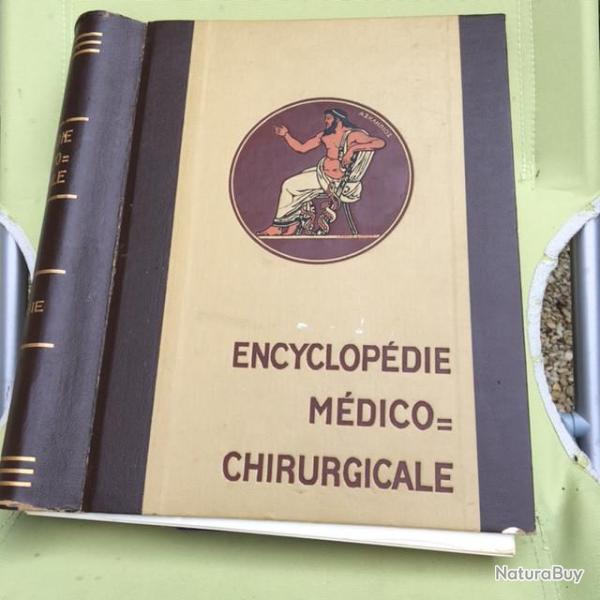 ΑΣΚΛΗΠΙΟΣ
ENCYCLOPÉDIE
MÉDICO=
CHIRURGICALE
NaturaBuy